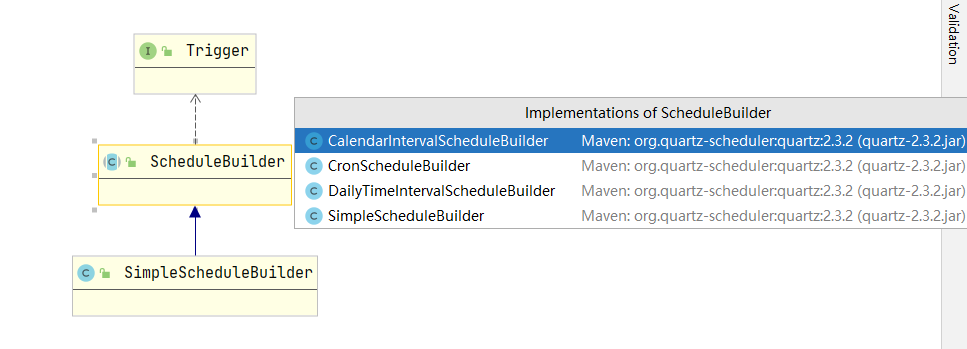 Validation
I Trigger
C ScheduleBuilder
C SimpleScheduleBuilder
Implementations of ScheduleBuilder
C CalendarIntervalScheduleBuilder Maven: org.quartz-scheduler:quartz:2.3.2 (quartz-2.3.2.jar)
C CronScheduleBuilder Maven: org.quartz-scheduler:quartz:2.3.2 (quartz-2.3.2.jar)
C DailyTimeIntervalScheduleBuilder Maven: org.quartz-scheduler:quartz:2.3.2 (quartz-2.3.2.jar)
C SimpleScheduleBuilder Maven: org.quartz-scheduler:quartz:2.3.2 (quartz-2.3.2.jar)